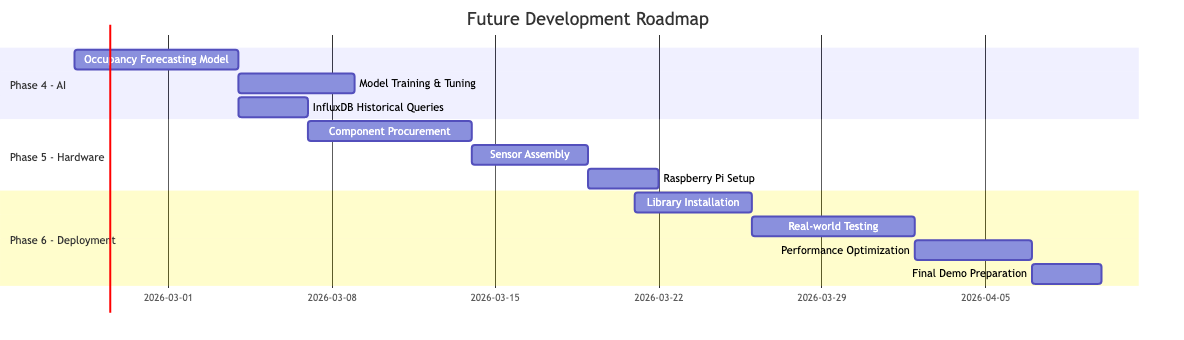 Future Development Roadmap
Phase 4 - AI
Occupancy Forecasting Model
Model Training & Tuning
InfluxDB Historical Queries
Phase 5 - Hardware
Component Procurement
Sensor Assembly
Raspberry Pi Setup
Phase 6 - Deployment
Library Installation
Real-world Testing
Performance Optimization
Final Demo Preparation
2026-03-01 2026-03-08 2026-03-15 2026-03-22 2026-03-29 2026-04-05